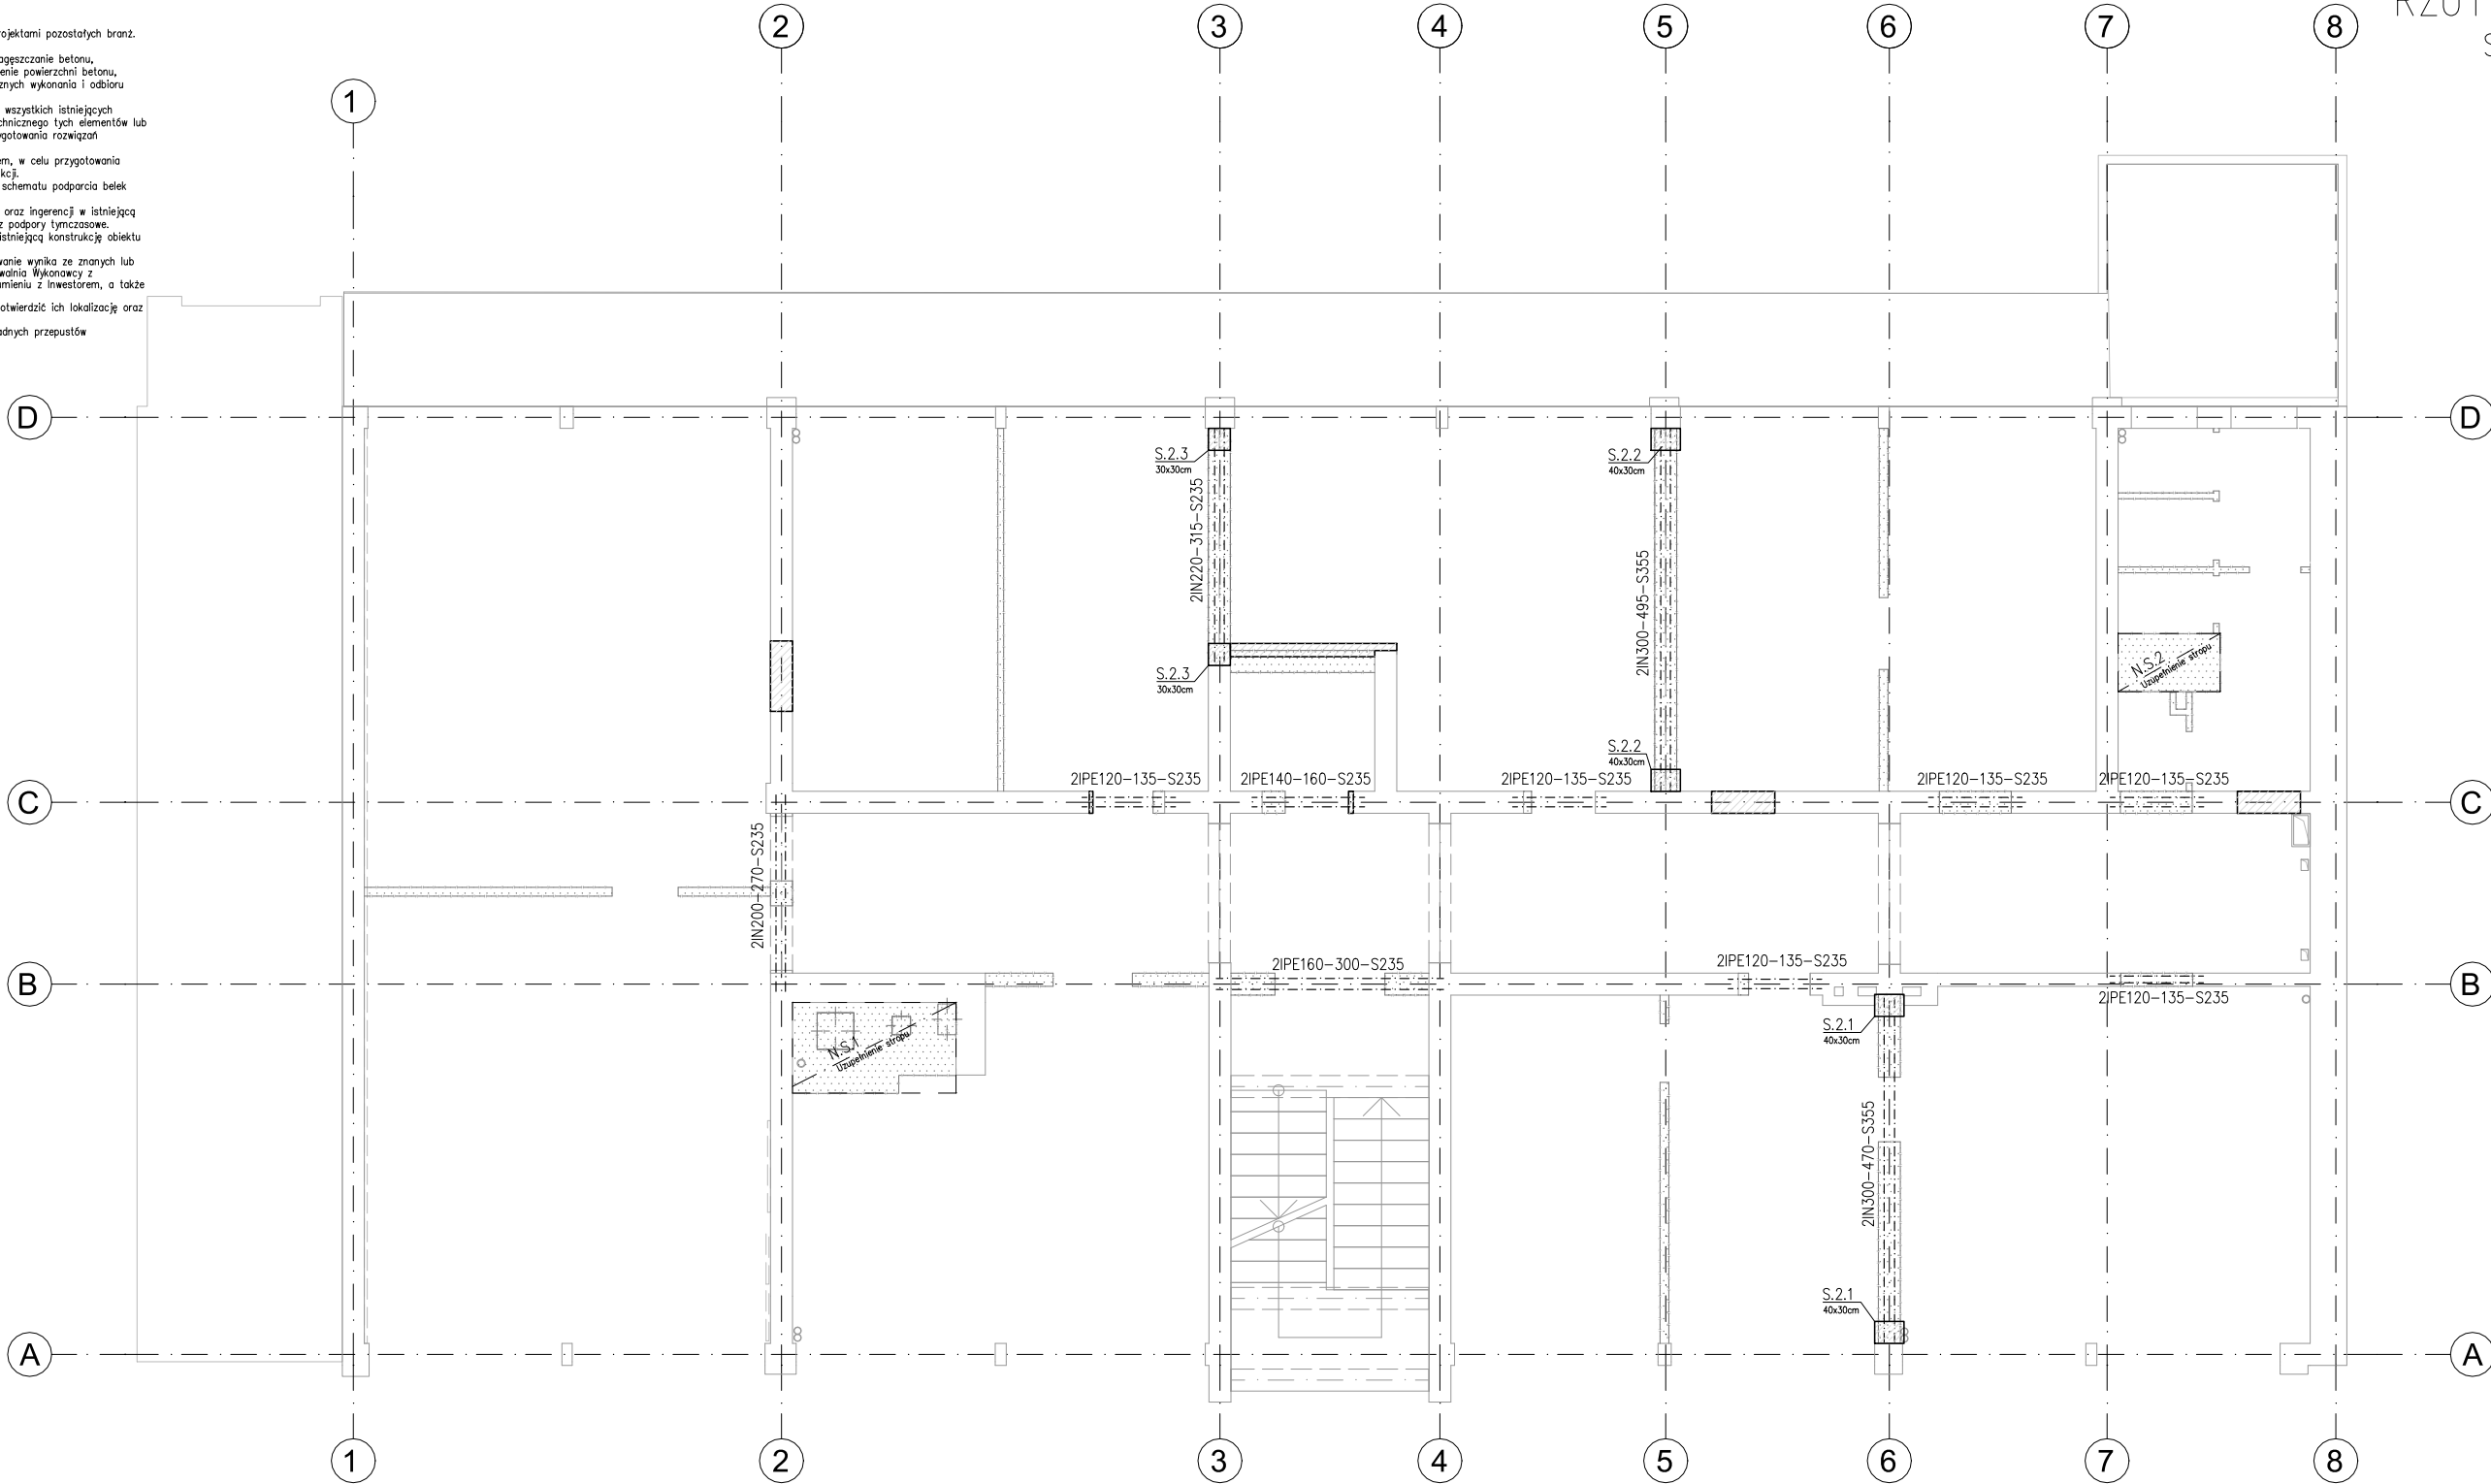 RZUT
S
ojektami pozostałych branż.
agęszczanie betonu,
enie powierzchni betonu,
znych wykonania i odbioru
wszystkich istniejących
chnicznego tych elementów lub
ygotowania rozwiązań
em, w celu przygotowania
kcji.
schematu podparcia belek
oraz ingerencji w istniejącą
z podpory tymczasowe.
istniejącą konstrukcję obiektu
wanie wynika ze znanych lub
walnia Wykonawcy z
umieniu z Inwestorem, a także
otwierdzić ich lokalizację oraz
adnych przepustów
1
2
3
4
5
6
7
8
D
D
S.2.3
30x30cm
S.2.2
40x30cm
2IN220-315-S235
2IN300-495-S355
S.2.3
30x30cm
N.S.2
Uzupełnienie stropu
S.2.2
40x30cm
2IPE120-135-S235
2IPE140-160-S235
2IPE120-135-S235
2IPE120-135-S235
2IPE120-135-S235
C
C
2IN200-270-S235
2IPE160-300-S235
2IPE120-135-S235
B
B
2IPE120-135-S235
N.S.1
Uzupełnienie stropu
S.2.1
40x30cm
2IN300-470-S355
S.2.1
40x30cm
A
A
1
2
3
4
5
6
7
8